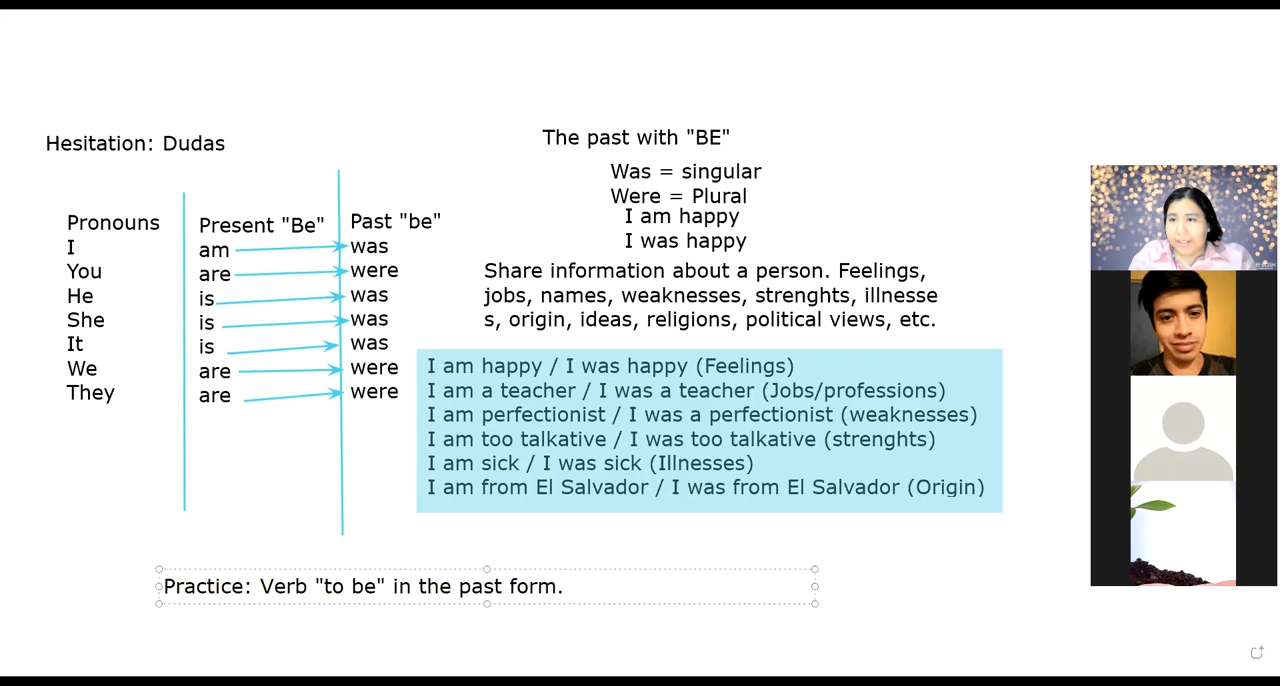 Hesitation: Dudas
Pronouns
I
You
He
She
It
We
They
Present "Be"
am
are
is
is
is
are
are
Past "be"
was
were
was
was
was
were
were
The past with "BE"
Was = singular
Were = Plural
I am happy
I was happy
Share information about a person. Feelings,
jobs, names, weaknesses, strenghts, illnesse
s, origin, ideas, religions, political views, etc.
I am happy / I was happy (Feelings)
I am a teacher / I was a teacher (Jobs/professions)
I am perfectionist / I was a perfectionist (weaknesses)
I am too talkative / I was too talkative (strenghts)
I am sick / I was sick (Illnesses)
I am from El Salvador / I was from El Salvador (Origin)
Practice: Verb "to be" in the past form.